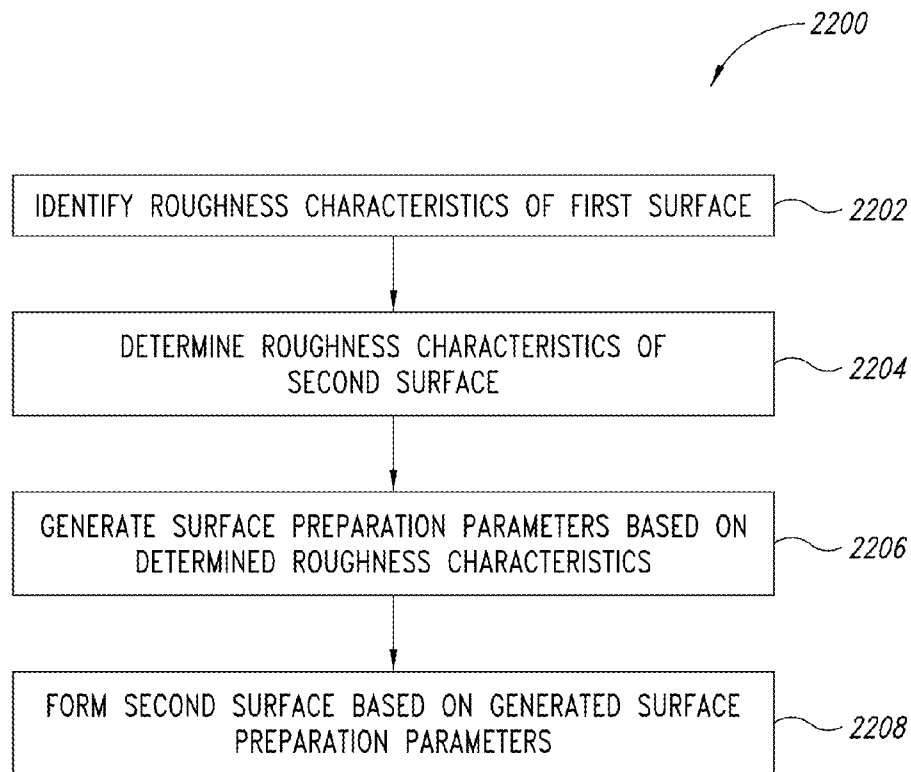 2200
IDENTIFY ROUGHNESS CHARACTERISTICS OF FIRST SURFACE
2202
DETERMINE ROUGHNESS CHARACTERISTICS OF
SECOND SURFACE
2204
GENERATE SURFACE PREPARATION PARAMETERS BASED ON
DETERMINED ROUGHNESS CHARACTERISTICS
2206
FORM SECOND SURFACE BASED ON GENERATED SURFACE
PREPARATION PARAMETERS
2208